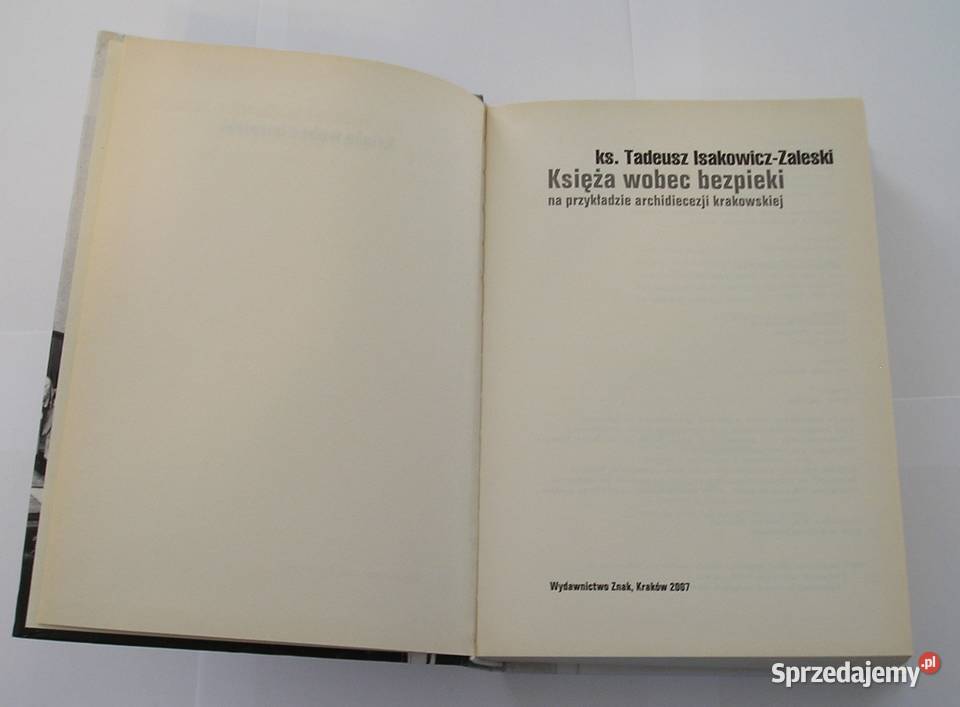 ks. Tadeusz Isakowicz-Zaleski
Księża wobec bezpieki
na przykładzie archidiecezji krakowskiej
Wydawnictwo Znak, Kraków 2007
Sprzedajemy.pl